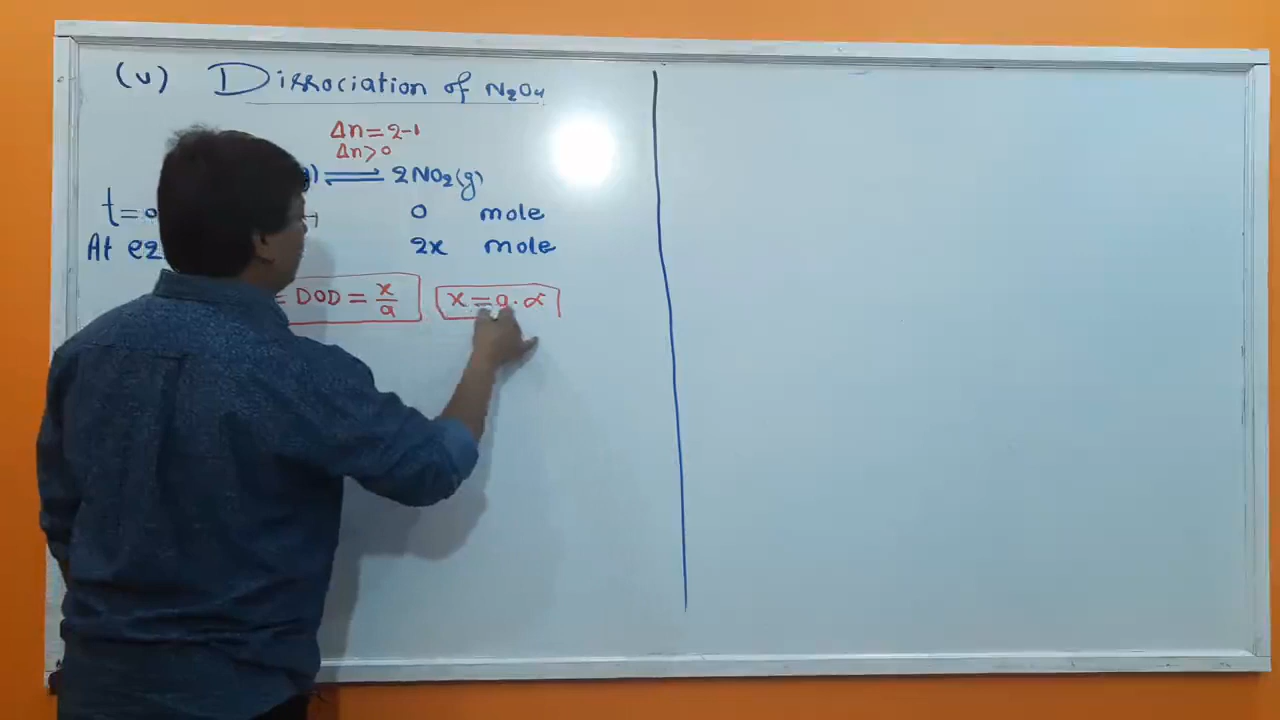 (v) Dissociation of N₂O₄
Δn = 2-1
Δn > 0
) ⇌ 2NO₂(g)
t=0 0 mole
At eq 2x mole
= DOD = x/a x = a.α